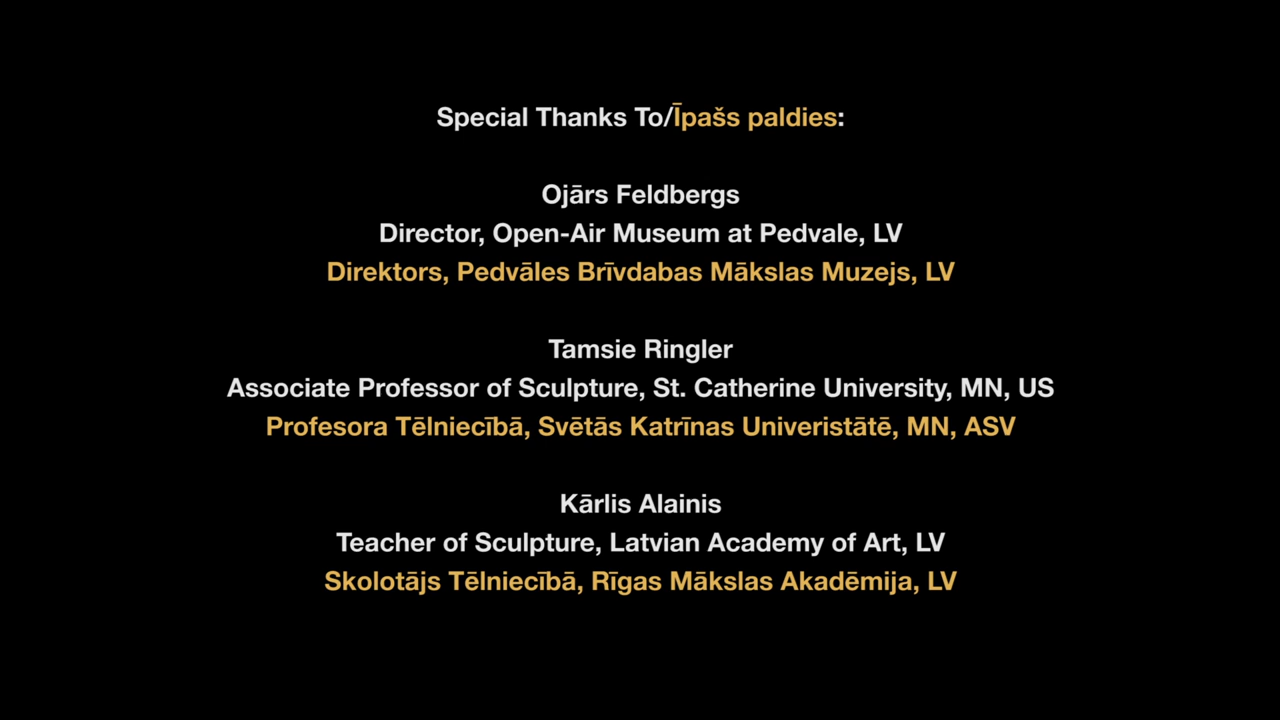 Special Thanks To/Īpašs paldies:
Ojārs Feldbergs
Director, Open-Air Museum at Pedvale, LV
Direktors, Pedvāles Brīvdabas Mākslas Muzejs, LV
Tamsie Ringler
Associate Professor of Sculpture, St. Catherine University, MN, US
Profesora Tēlniecībā, Svētās Katrīnas Univeristātē, MN, ASV
Kārlis Alainis
Teacher of Sculpture, Latvian Academy of Art, LV
Skolotājs Tēlniecībā, Rīgas Mākslas Akadēmija, LV